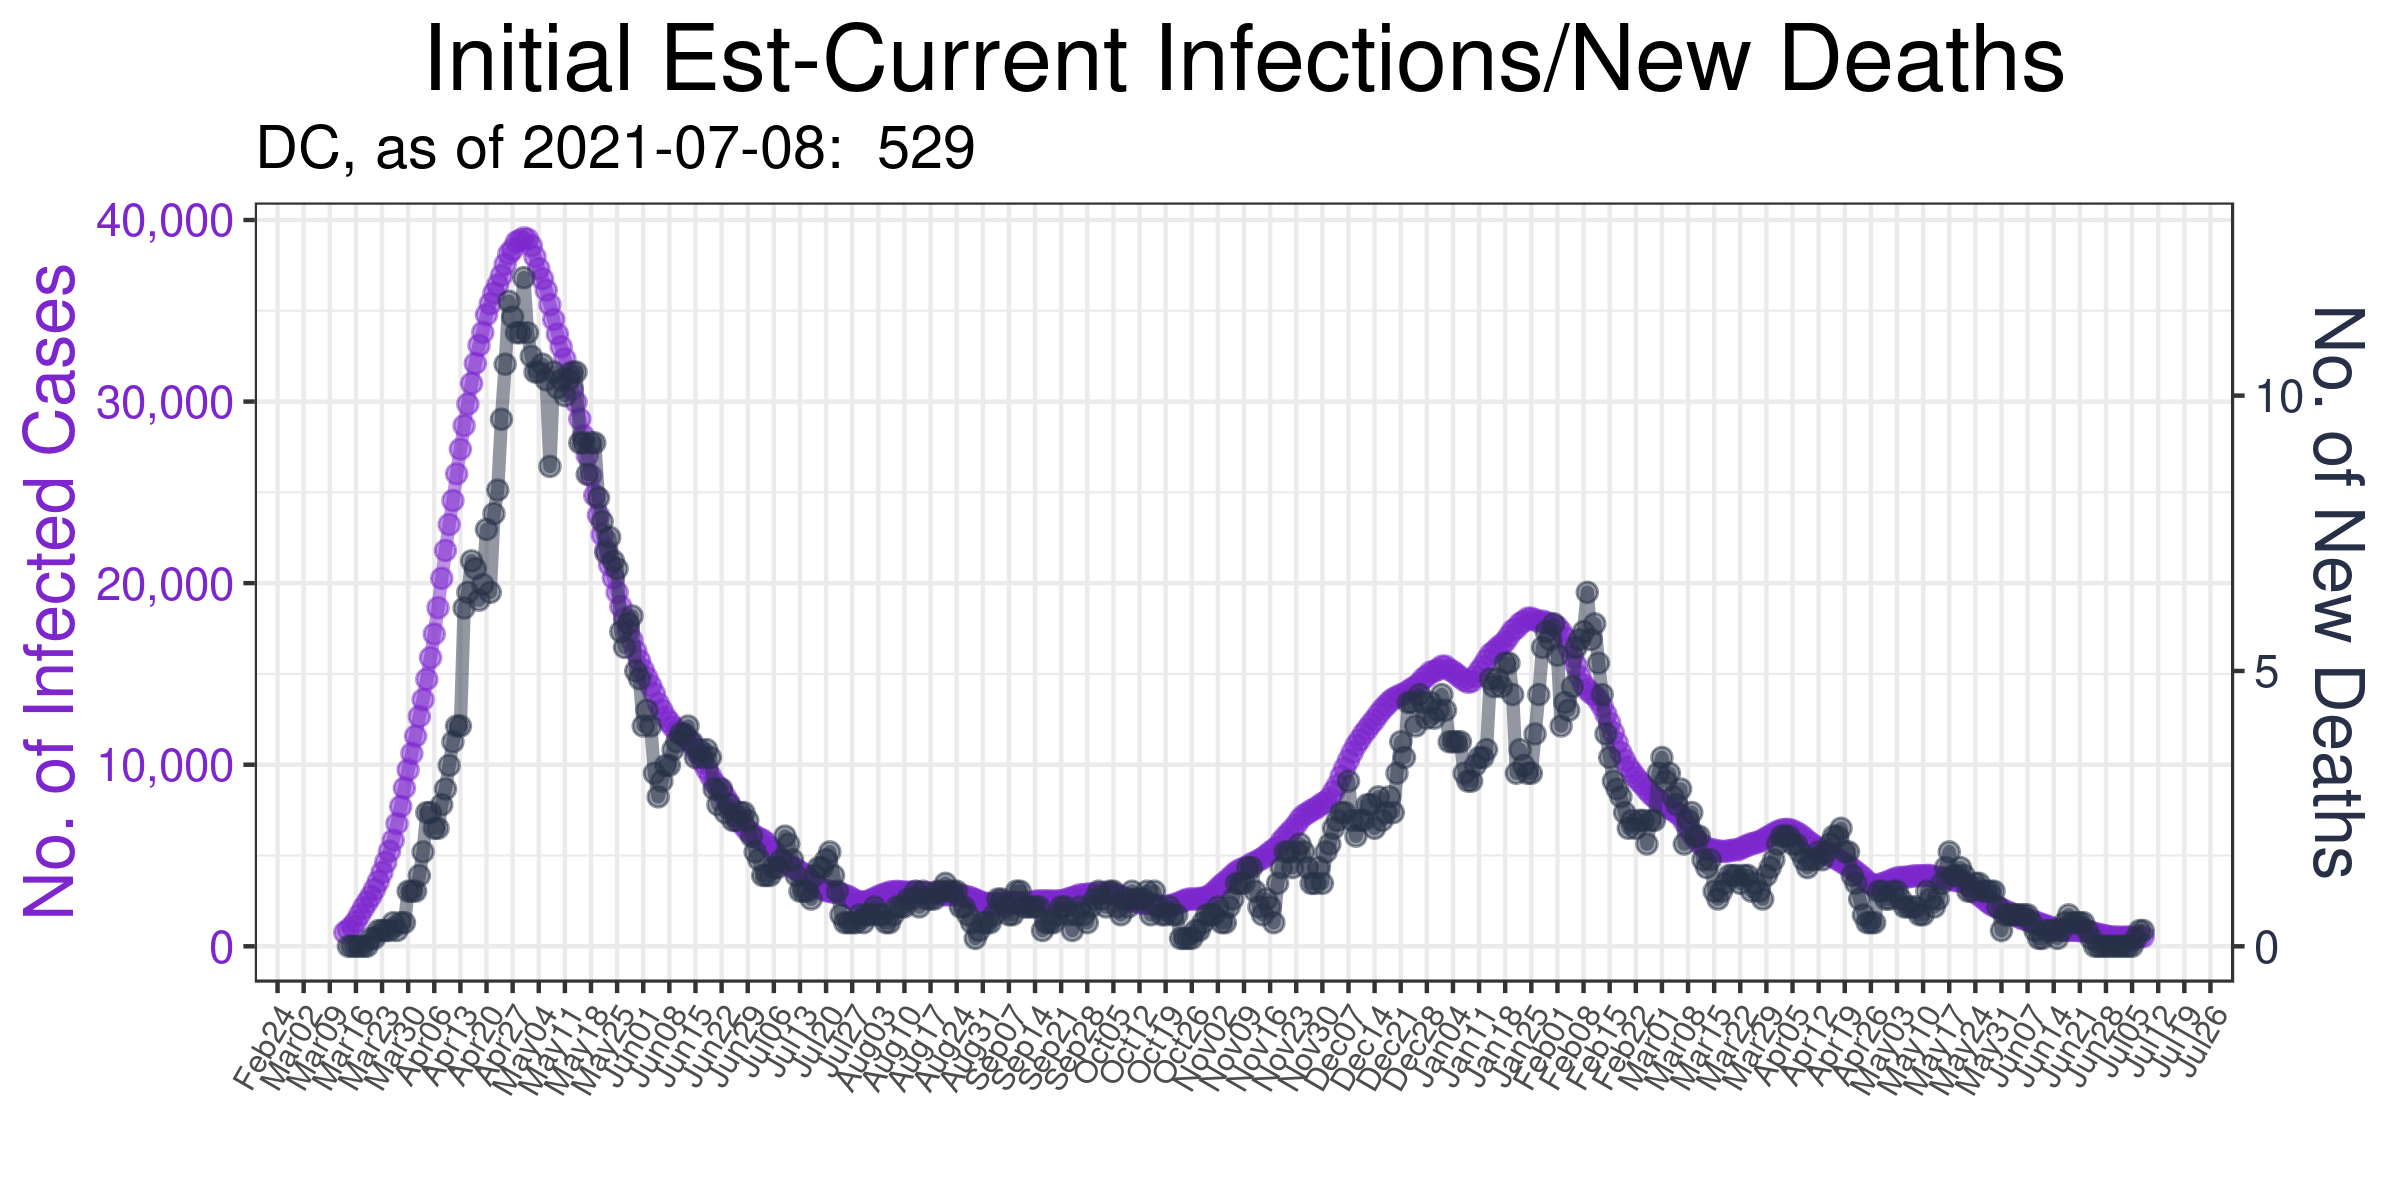 Initial Est-Current Infections/New Deaths
DC, as of 2021-07-08:  529
No. of Infected Cases
40,000
30,000
20,000
10,000
0
No. of New Deaths
10
5
0
Feb24
Mar02
Mar09
Mar16
Mar23
Mar30
Apr06
Apr13
Apr20
Apr27
May04
May11
May18
May25
Jun01
Jun08
Jun15
Jun22
Jun29
Jul06
Jul13
Jul20
Jul27
Aug03
Aug10
Aug17
Aug24
Aug31
Sep07
Sep14
Sep21
Sep28
Oct05
Oct12
Oct19
Oct26
Nov02
Nov09
Nov16
Nov23
Nov30
Dec07
Dec14
Dec21
Dec28
Jan04
Jan11
Jan18
Jan25
Feb01
Feb08
Feb15
Feb22
Mar01
Mar08
Mar15
Mar22
Mar29
Apr05
Apr12
Apr19
Apr26
May03
May10
May17
May24
May31
Jun07
Jun14
Jun21
Jun28
Jul05
Jul12
Jul19
Jul26